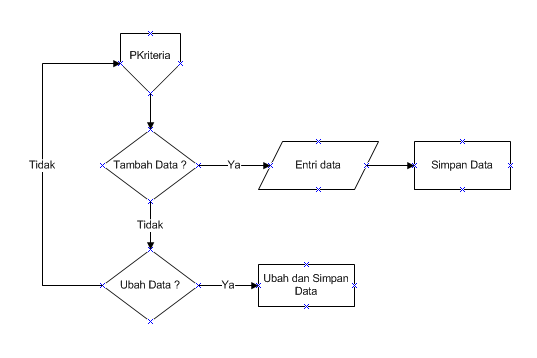 PKriteria
Tambah Data ?
Ya
Entri data
Simpan Data
Tidak
Tidak
Ubah Data ?
Ya
Ubah dan Simpan
Data